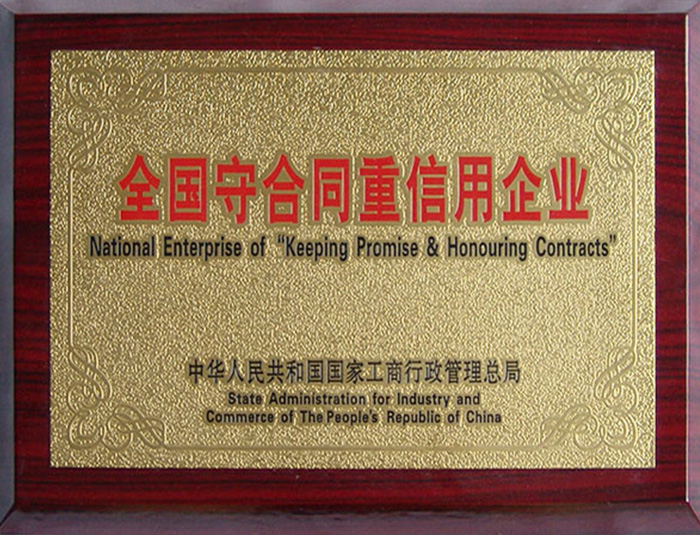 全国守合同重信用企业
National Enterprise of "Keeping Promise & Honouring Contracts"
中华人民共和国国家工商行政管理总局
State Administration for Industry and
Commerce of The People's Republic of China